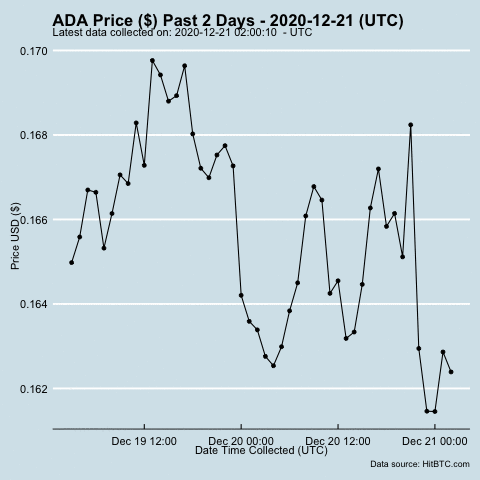 ADA Price ($) Past 2 Days - 2020-12-21 (UTC)
Latest data collected on: 2020-12-21 02:00:10  - UTC
0.170
0.168
0.166
0.164
0.162
Price USD ($)
Dec 19 12:00 Dec 20 00:00 Dec 20 12:00 Dec 21 00:00
Date Time Collected (UTC)
Data source: HitBTC.com